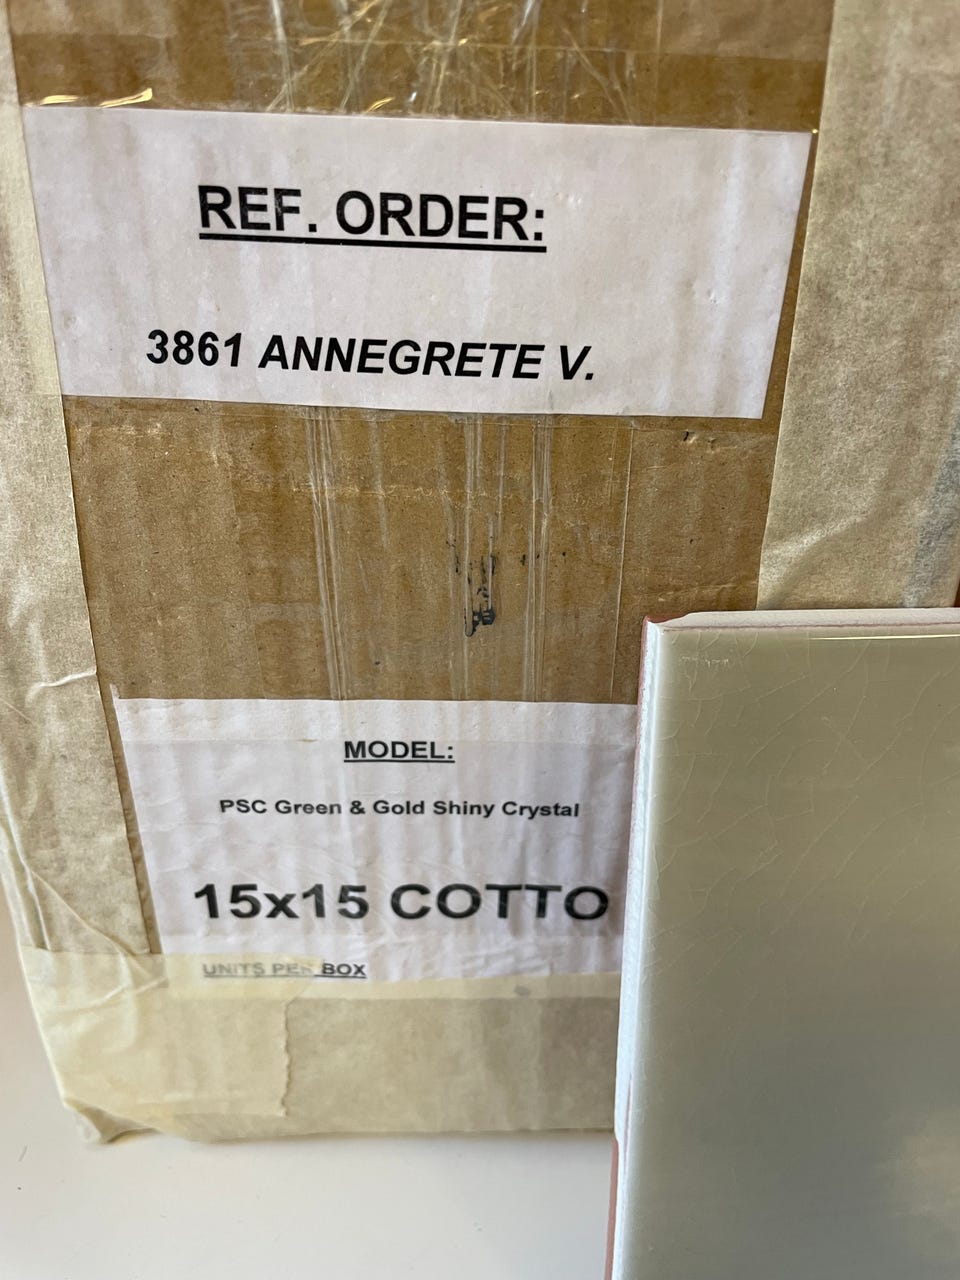 REF. ORDER:
3861 ANNEGRETE V.
MODEL:
PSC Green & Gold Shiny Crystal
15x15 COTTO
UNITS PER BOX